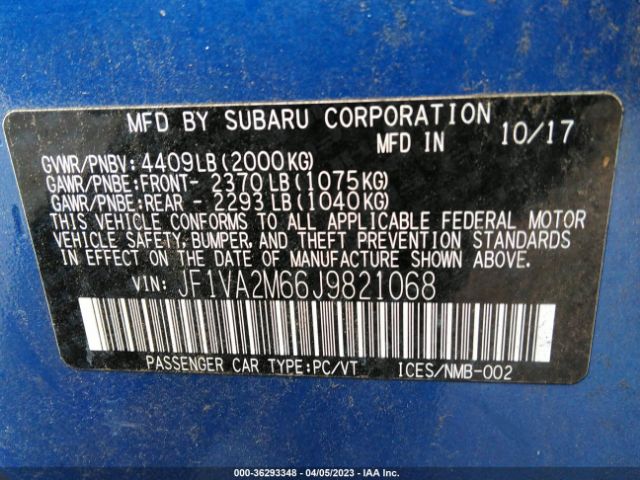 MFD BY SUBARU CORPORATION
MFD IN 10/17
GVWR/PNBV: 4409LB(2000KG)
GAWR/PNBE:FRONT- 2370LB(1075KG)
GAWR/PNBE:REAR - 2293LB(1040KG)
THIS VEHICLE CONFORMS TO ALL APPLICABLE FEDERAL MOTOR
VEHICLE SAFETY, BUMPER, AND THEFT PREVENTION STANDARDS
IN EFFECT ON THE DATE OF MANUFACTURE SHOWN ABOVE.
VIN: JF1VA2M66J9821068
PASSENGER CAR TYPE:PC/VT ICES/NMB-002
000-36293348 - 04/05/2023 - IAA Inc.